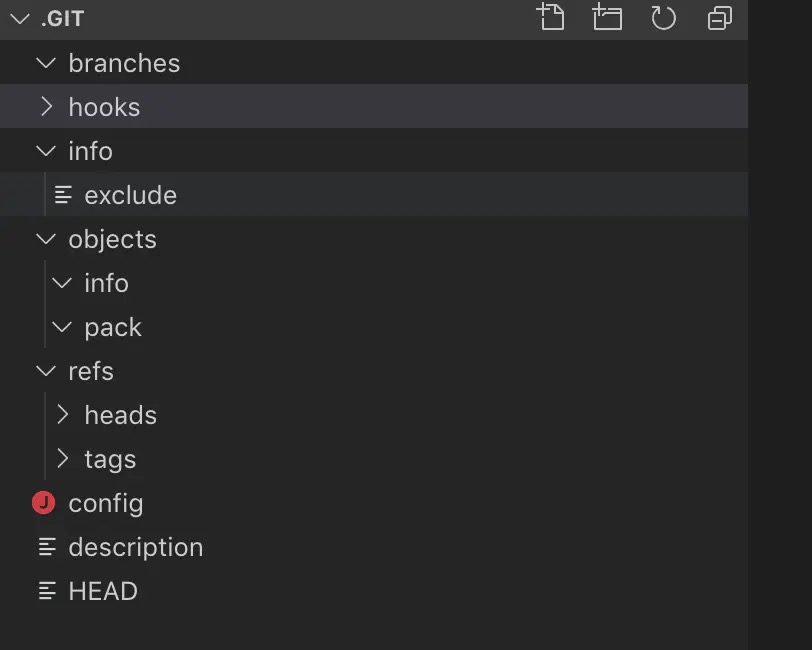 .GIT
branches
hooks
info
exclude
objects
info
pack
refs
heads
tags
J config
description
HEAD